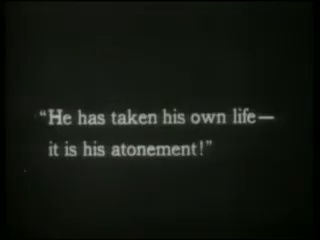 “He has taken his own life—
it is his atonement!”